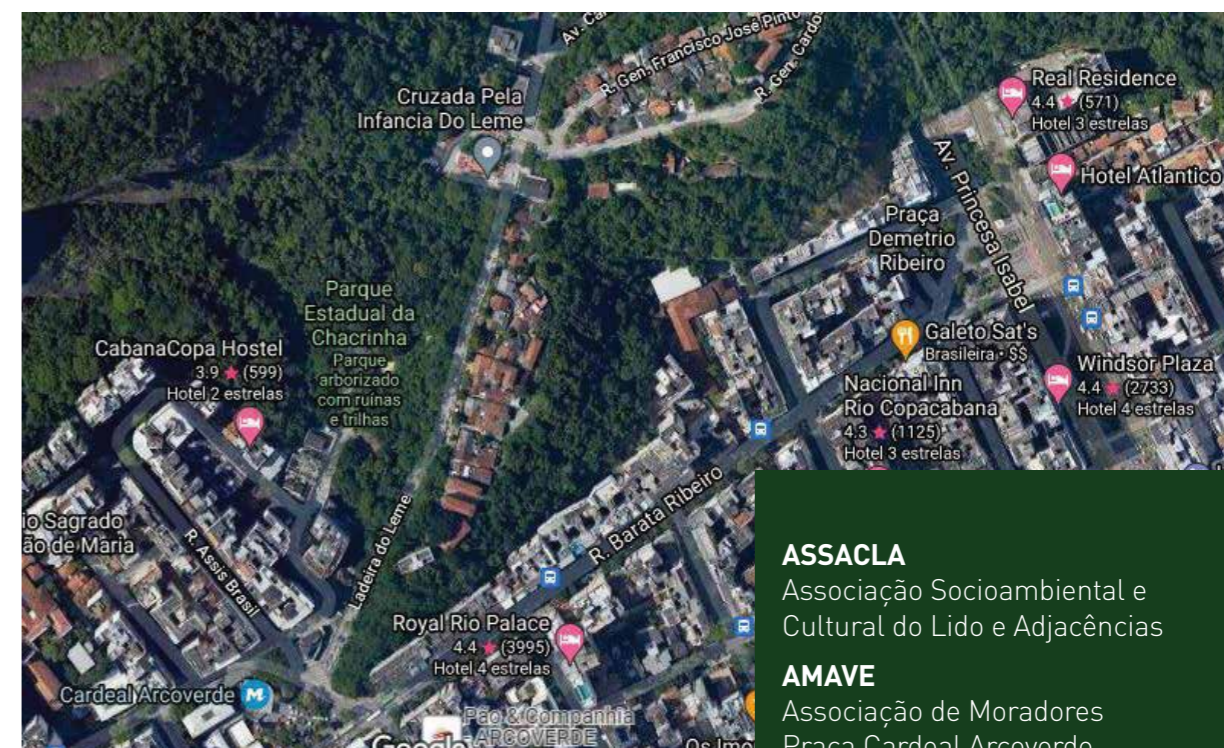 Av. Ca
R. Gen. Francisco José Pinto
R. Gen. Cardos
Cruzada Pela
Infancia Do Leme
Real Residence
4.4 ★ (571)
Hotel 3 estrelas
Hotel Atlantico
Av. Princesa Isabel
Praça
Demetrio
Ribeiro
Parque
Estadual da
Chacrinha
Parque
arborizado
com ruinas
e trilhas
CabanaCopa Hostel
3.9 ★ (599)
Hotel 2 estrelas
Galeto Sat's
Brasileira · $$
Windsor Plaza
4.4 ★ (2733)
Hotel 4 estrelas
Nacional Inn
Rio Copacabana
4.3 ★ (1125)
Hotel 3 estrelas
R. Barata Ribeiro
io Sagrado
ão de Maria
R. Assis Brasil
Ladeira do Leme
Royal Rio Palace
4.4 ★ (3995)
Hotel 4 estrelas
Cardeal Arcoverde
M
Pão & Companhia
- ARCOVERDE
Google
Os Imo
ASSACLA
Associação Socioambiental e
Cultural do Lido e Adjacências
AMAVE
Associação de Moradores
Praça Cardeal Arcoverde